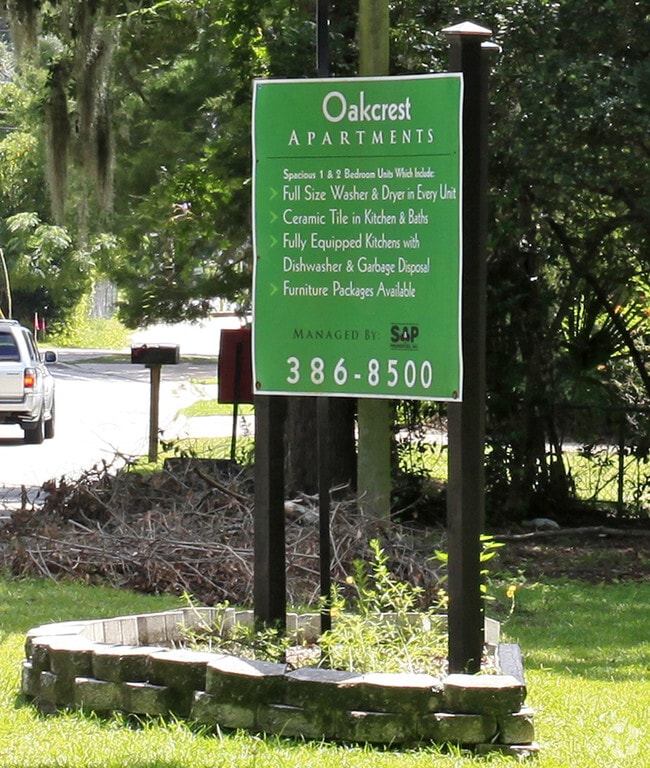 Oakcrest
APARTMENTS
Spacious 1 & 2 Bedroom Units Which Include:
> Full Size Washer & Dryer in Every Unit
> Ceramic Tile in Kitchen & Baths
> Fully Equipped Kitchens with
Dishwasher & Garbage Disposal
> Furniture Packages Available
MANAGED BY: SAP
386-8500